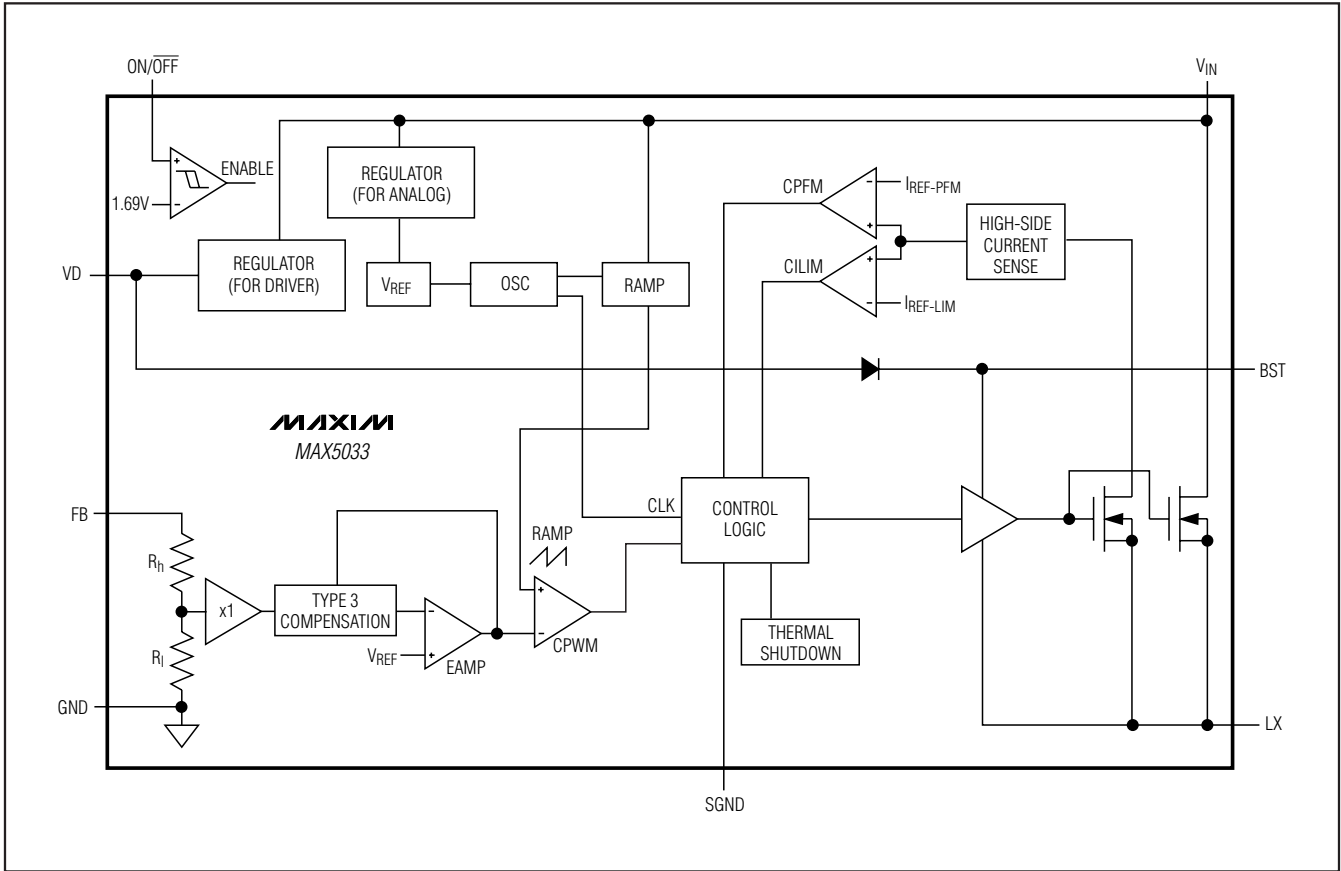 ON/OFF
VIN
ENABLE
1.69V
REGULATOR
(FOR ANALOG)
REGULATOR
(FOR DRIVER)
VD
VREF
OSC
RAMP
CPFM
IREF-PFM
HIGH-SIDE
CURRENT
SENSE
CILIM
IREF-LIM
BST
MAXIM
MAX5033
FB
Rh
x1
Rl
GND
TYPE 3
COMPENSATION
VREF
EAMP
RAMP
CPWM
CLK
CONTROL
LOGIC
THERMAL
SHUTDOWN
LX
SGND